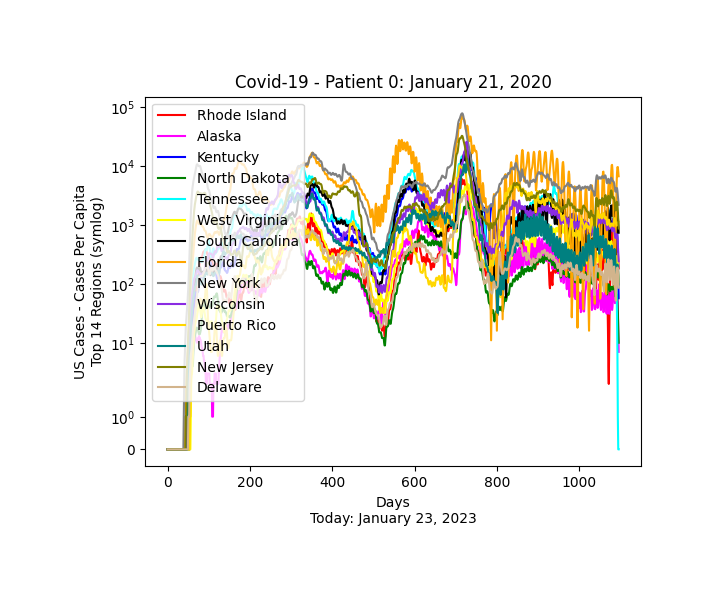 Covid-19 - Patient 0: January 21, 2020
US Cases - Cases Per Capita
Top 14 Regions (symlog)
10^5
10^4
10^3
10^2
10^1
10^0
0
Rhode Island
Alaska
Kentucky
North Dakota
Tennessee
West Virginia
South Carolina
Florida
New York
Wisconsin
Puerto Rico
Utah
New Jersey
Delaware
0 200 400 600 800 1000
Days
Today: January 23, 2023